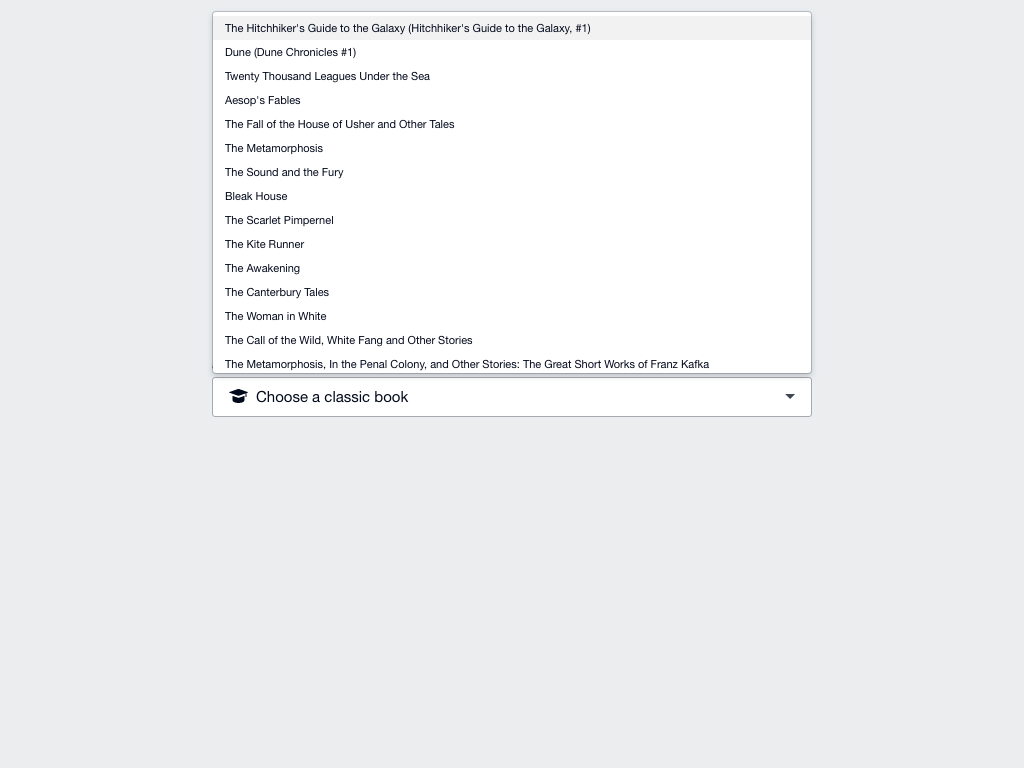 The Hitchhiker's Guide to the Galaxy (Hitchhiker's Guide to the Galaxy, #1)
Dune (Dune Chronicles #1)
Twenty Thousand Leagues Under the Sea
Aesop's Fables
The Fall of the House of Usher and Other Tales
The Metamorphosis
The Sound and the Fury
Bleak House
The Scarlet Pimpernel
The Kite Runner
The Awakening
The Canterbury Tales
The Woman in White
The Call of the Wild, White Fang and Other Stories
The Metamorphosis, In the Penal Colony, and Other Stories: The Great Short Works of Franz Kafka
Choose a classic book